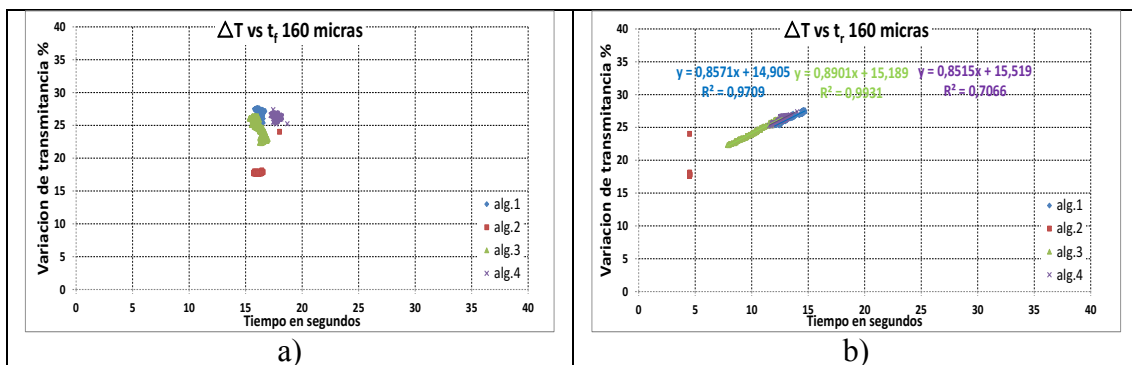 ΔT vs tf 160 micras
Variacion de transmitancia %
40
35
30
25
20
15
10
5
0
alg.1
alg.2
alg.3
alg.4
0 5 10 15 20 25 30 35 40
Tiempo en segundos
a)
ΔT vs tr 160 micras
Variacion de transmitancia %
40
35
30
25
20
15
10
5
0
y = 0,8571x + 14,905 y = 0,8901x + 15,189 y = 0,8515x + 15,519
R² = 0,9709 R² = 0,9931 R² = 0,7066
alg.1
alg.2
alg.3
alg.4
0 5 10 15 20 25 30 35 40
Tiempo en segundos
b)